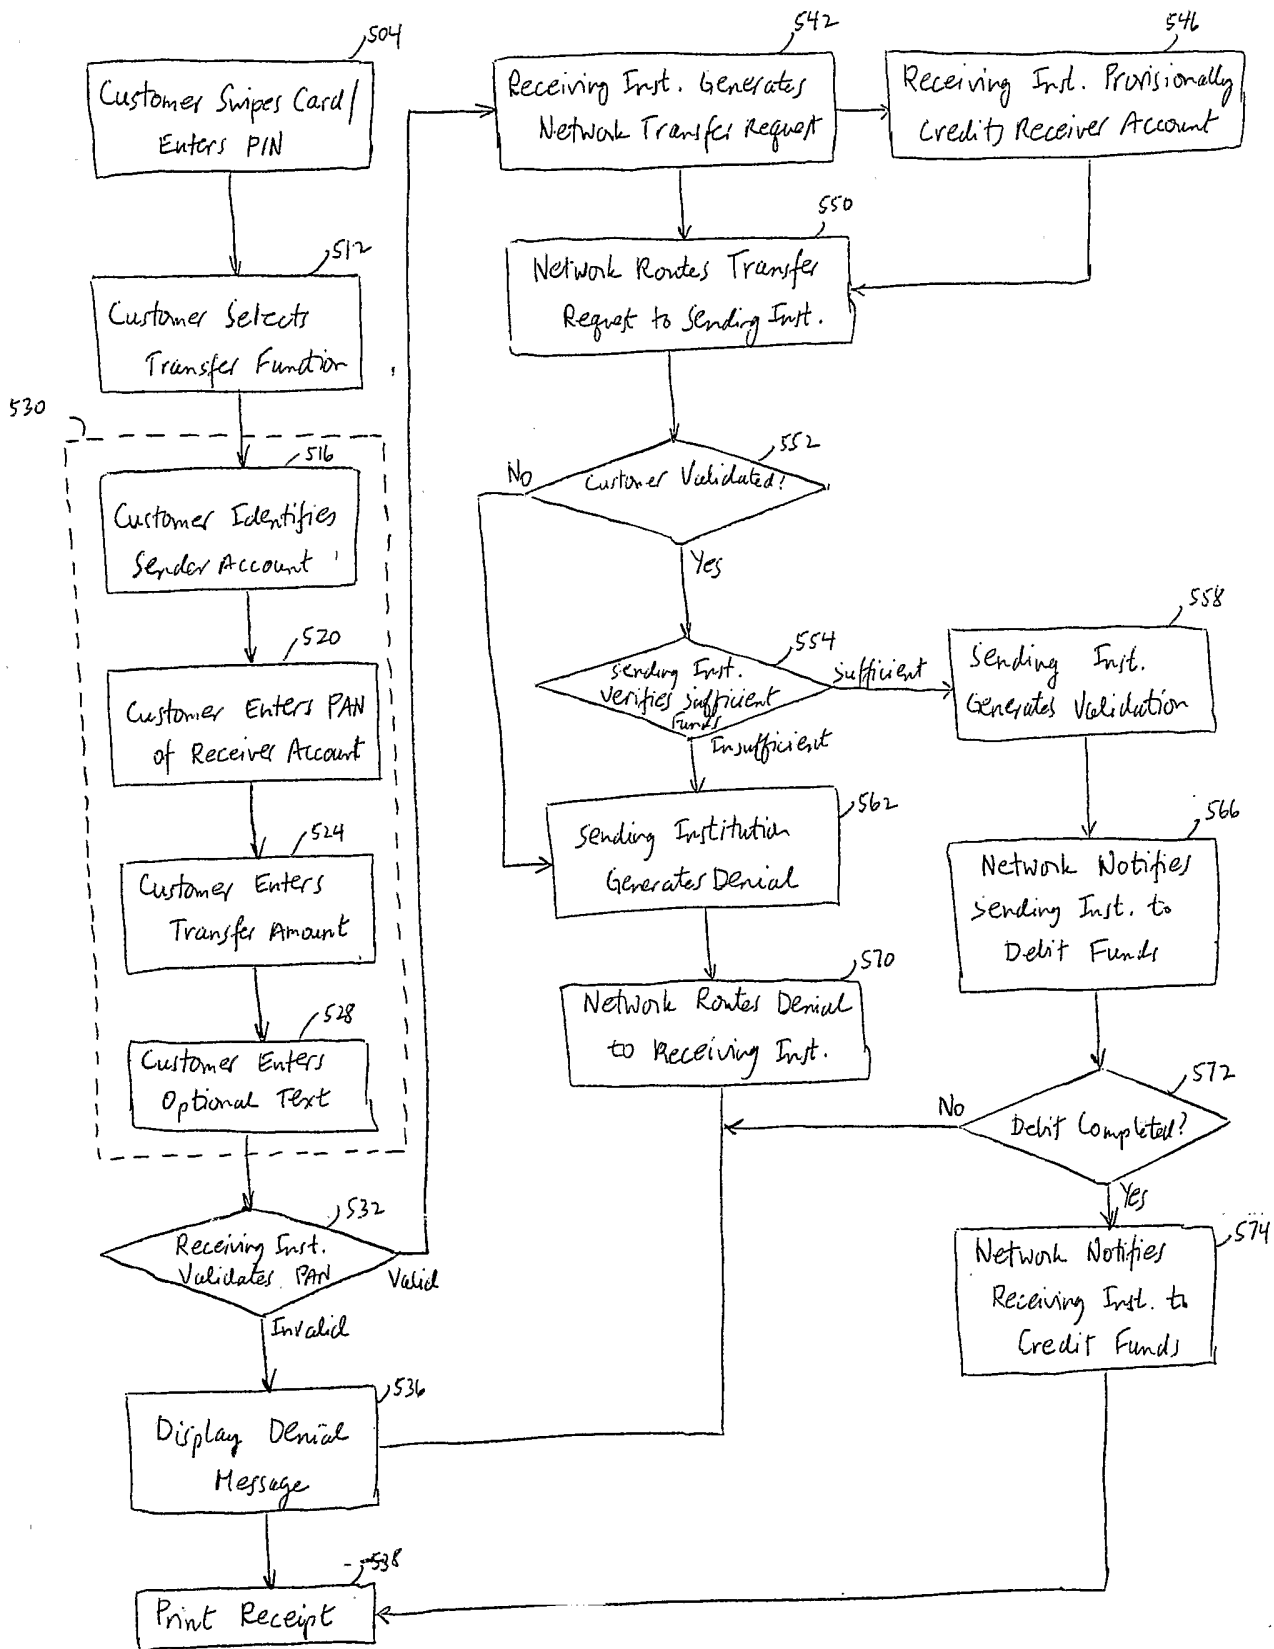 504
Customer Swipes Card/
Enters PIN
512
Customer Selects
Transfer Function
530
516
Customer Identifies
Sender Account
520
Customer Enters PAN
of Receiver Account
524
Customer Enters
Transfer Amount
528
Customer Enters
Optional Text
532
Receiving Inst.
Validates PAN
Valid
Invalid
536
Display Denial
Message
538
Print Receipt
542
Receiving Inst. Generates
Network Transfer Request
546
Receiving Inst. Provisionally
Credits Receiver Account
550
Network Routes Transfer
Request to Sending Inst.
552
No
Customer Validated?
Yes
554
Sending Inst.
Verifies Sufficient
Funds
Sufficient
Insufficient
558
Sending Inst.
Generates Validation
562
Sending Institution
Generates Denial
566
Network Notifies
Sending Inst. to
Debit Funds
570
Network Routes Denial
to Receiving Inst.
572
No
Debit Completed?
Yes
574
Network Notifies
Receiving Inst. to
Credit Funds